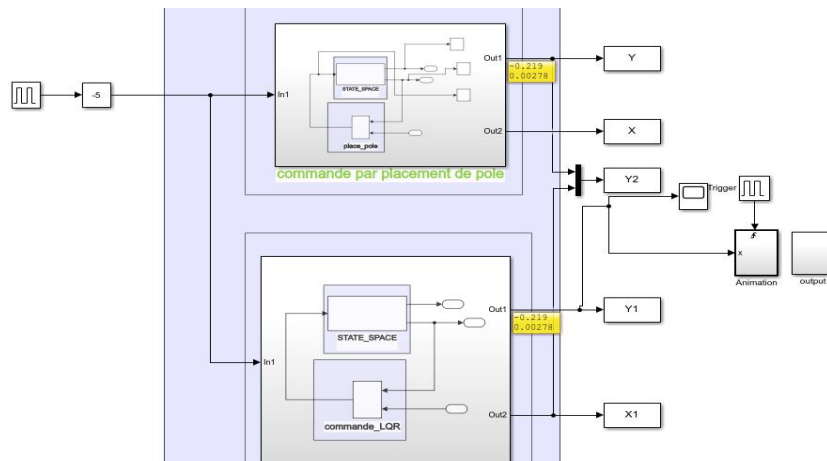 -5
In1
STATE_SPACE
place_pole
Out1
-0.219
0.00278
Out2
commande par placement de pole
Y
X
Y2
Trigger
x
Animation
output.
In1
STATE_SPACE
commande_LQR
Out1
-0.219
0.00278
Out2
Y1
X1